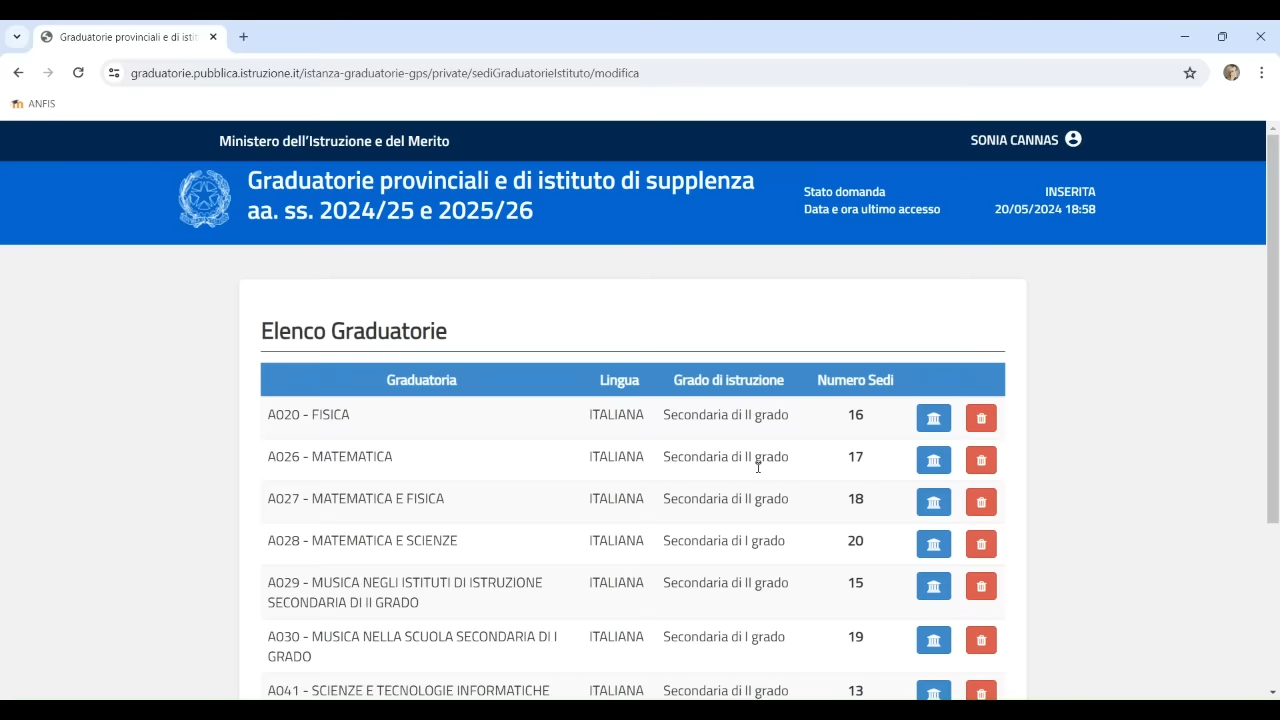 Graduatorie provinciali e di istit
graduatorie.pubblica.istruzione.it/istanza-graduatorie-gps/private/sediGraduatorieIstituto/modifica
ANFIS
Ministero dell'Istruzione e del Merito
SONIA CANNAS
Graduatorie provinciali e di istituto di supplenza
aa. ss. 2024/25 e 2025/26
Stato domanda INSERITA
Data e ora ultimo accesso 20/05/2024 18:58
Elenco Graduatorie
Graduatoria Lingua Grado di istruzione Numero Sedi
A020 - FISICA ITALIANA Secondaria di II grado 16
A026 - MATEMATICA ITALIANA Secondaria di II grado 17
A027 - MATEMATICA E FISICA ITALIANA Secondaria di II grado 18
A028 - MATEMATICA E SCIENZE ITALIANA Secondaria di I grado 20
A029 - MUSICA NEGLI ISTITUTI DI ISTRUZIONE ITALIANA Secondaria di II grado 15
SECONDARIA DI II GRADO
A030 - MUSICA NELLA SCUOLA SECONDARIA DI I ITALIANA Secondaria di I grado 19
GRADO
A041 - SCIENZE E TECNOLOGIE INFORMATICHE ITALIANA Secondaria di II grado 13